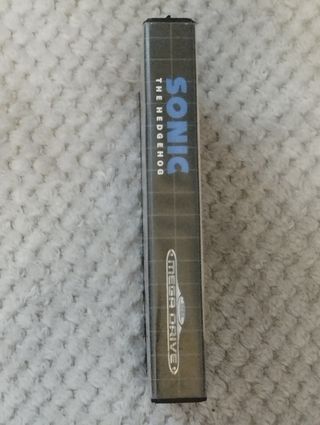 SONIC
THE HEDGEHOG
MEGA DRIVE